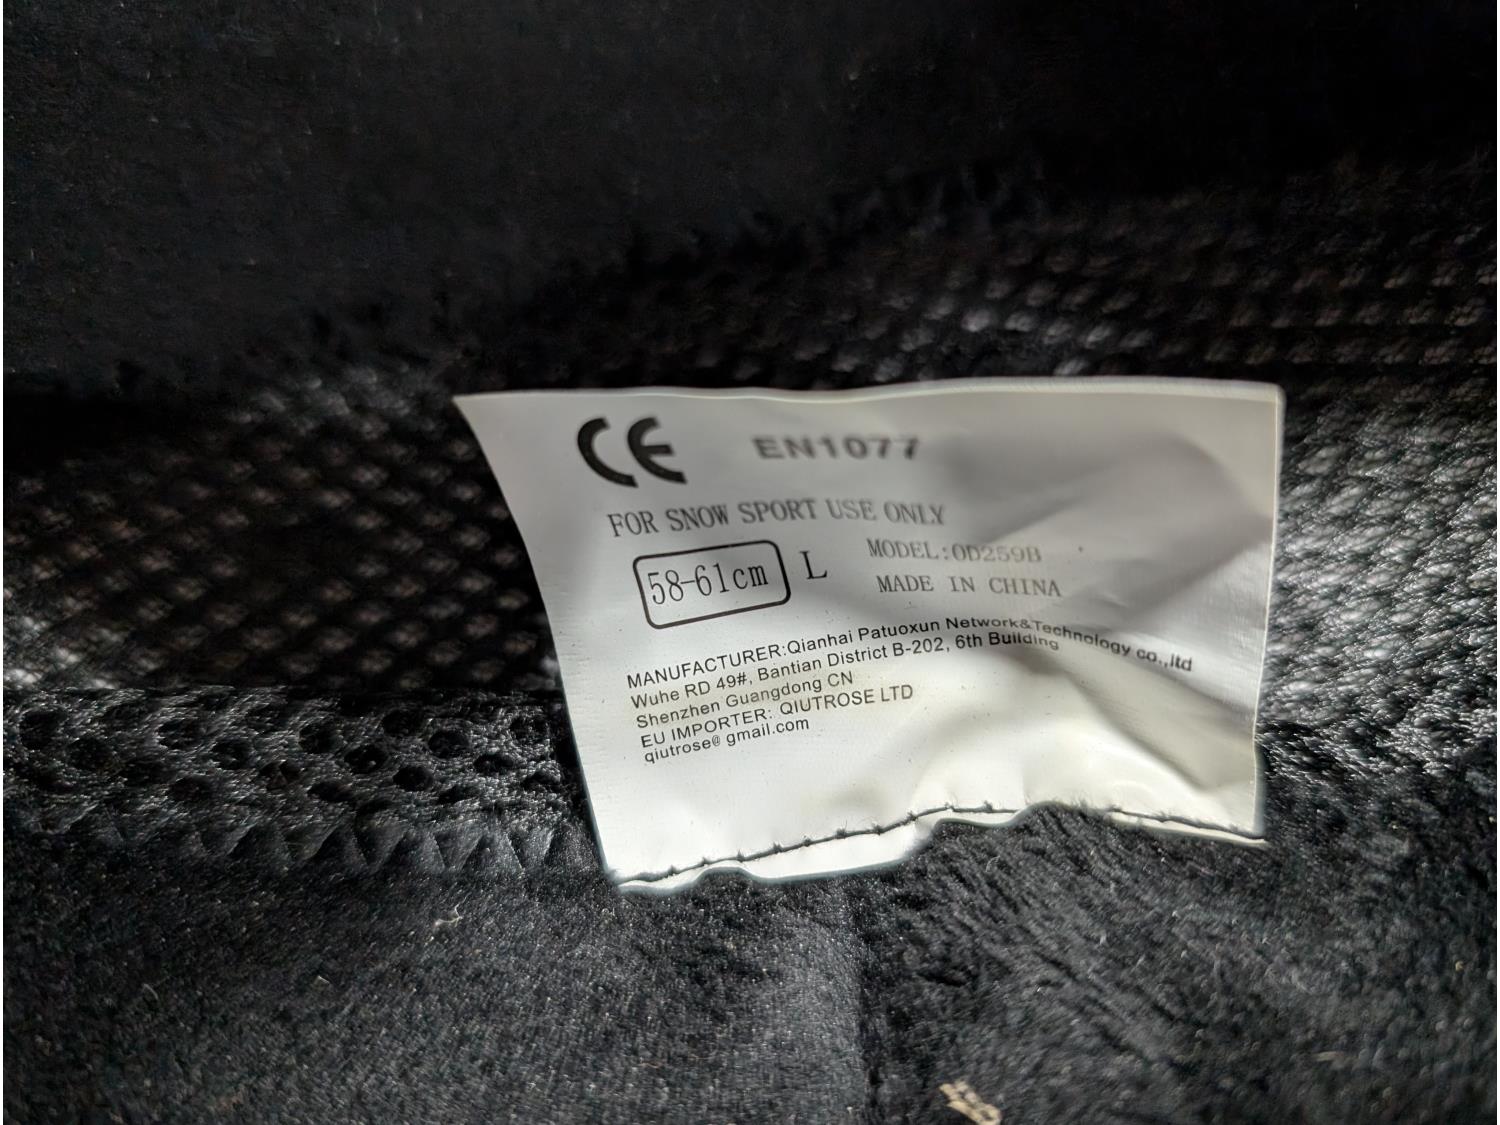 CE EN1077
FOR SNOW SPORT USE ONLY
58-61cm L
MODEL:OD259B
MADE IN CHINA
MANUFACTURER:Qianhai Patuoxun Network&Technology co.,ltd
Wuhe RD 49#, Bantian District B-202, 6th Building
Shenzhen Guangdong CN
EU IMPORTER: QIUTROSE LTD
qiutrose@ gmail.com